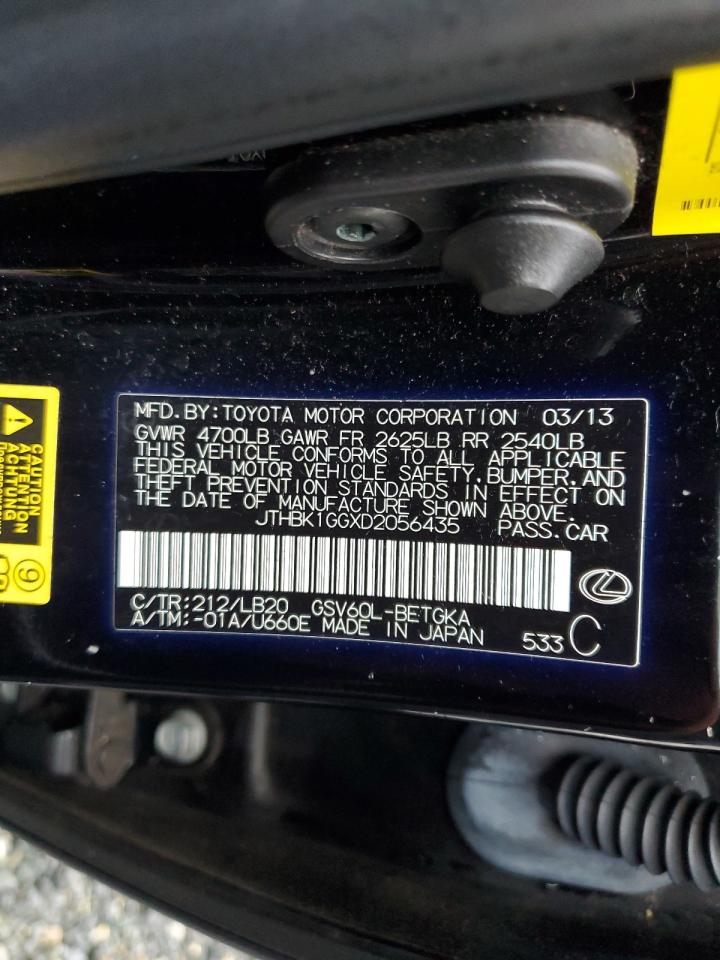 MFD. BY: TOYOTA MOTOR CORPORATION 03/13
GVWR 4700LB GAWR FR 2625LB RR 2540LB
THIS VEHICLE CONFORMS TO ALL APPLICABLE
FEDERAL MOTOR VEHICLE SAFETY, BUMPER, AND
THEFT PREVENTION STANDARDS IN EFFECT ON
THE DATE OF MANUFACTURE SHOWN ABOVE.
JTHBK1GGXD2056435 PASS. CAR
C/TR: 212/LB20 GSV60L-BETGKA
A/TM: -01A/U660E MADE IN JAPAN 533 C
CAUTION
ATTENTION
ACHTUNG
9